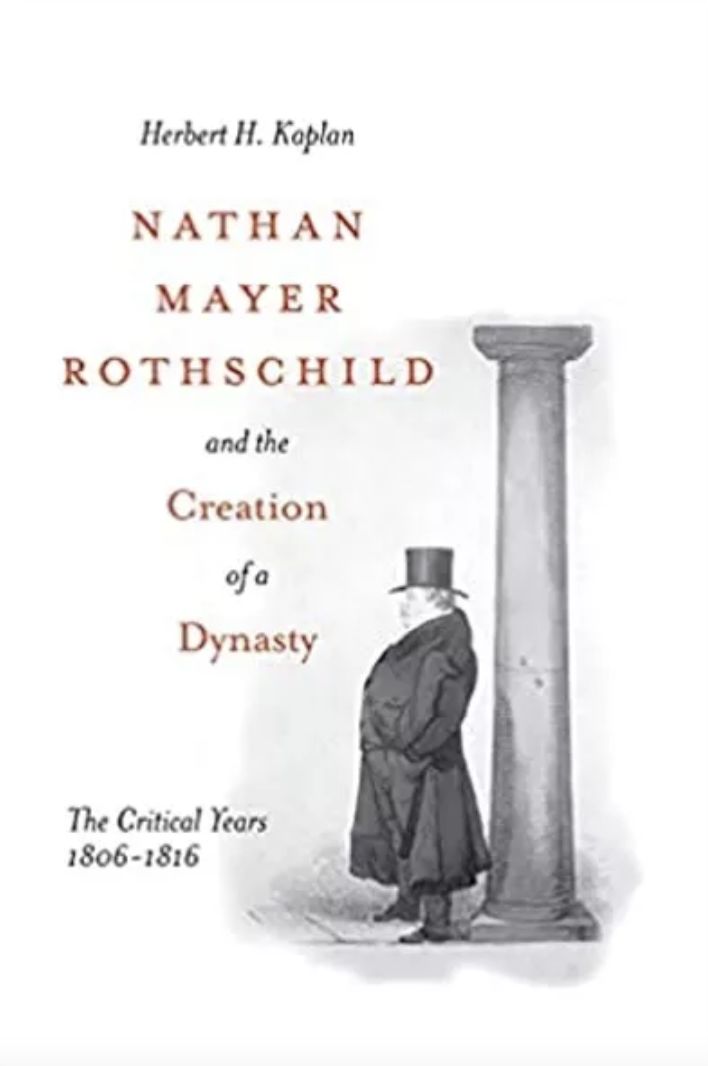 Herbert H. Kaplan
NATHAN
MAYER
ROTHSCHILD
and the
Creation
of a
Dynasty
The Critical Years
1806-1816